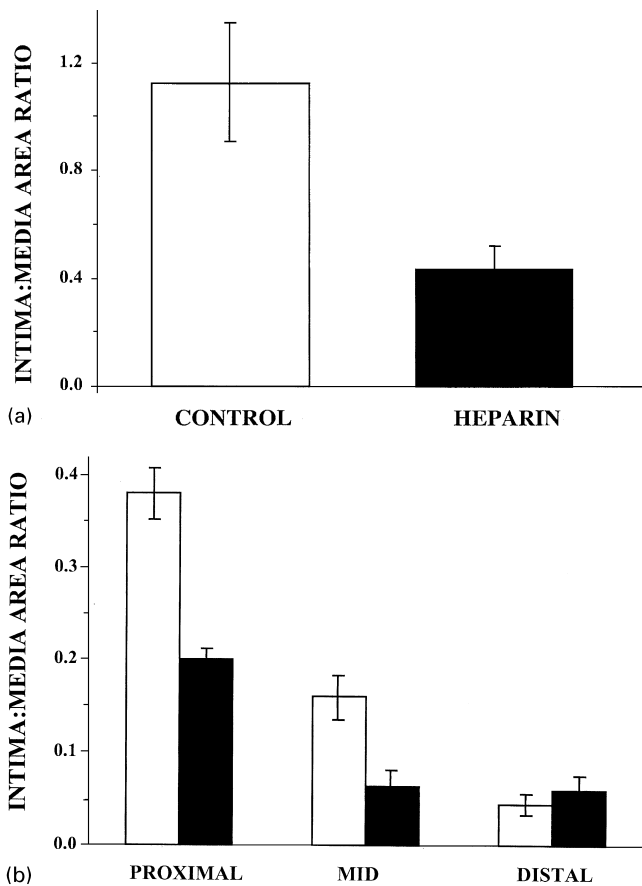 INTIMA:MEDIA AREA RATIO
1.2
0.8
0.4
0.0
(a)
CONTROL HEPARIN
INTIMA:MEDIA AREA RATIO
0.4
0.3
0.2
0.1
0.0
(b)
PROXIMAL MID DISTAL